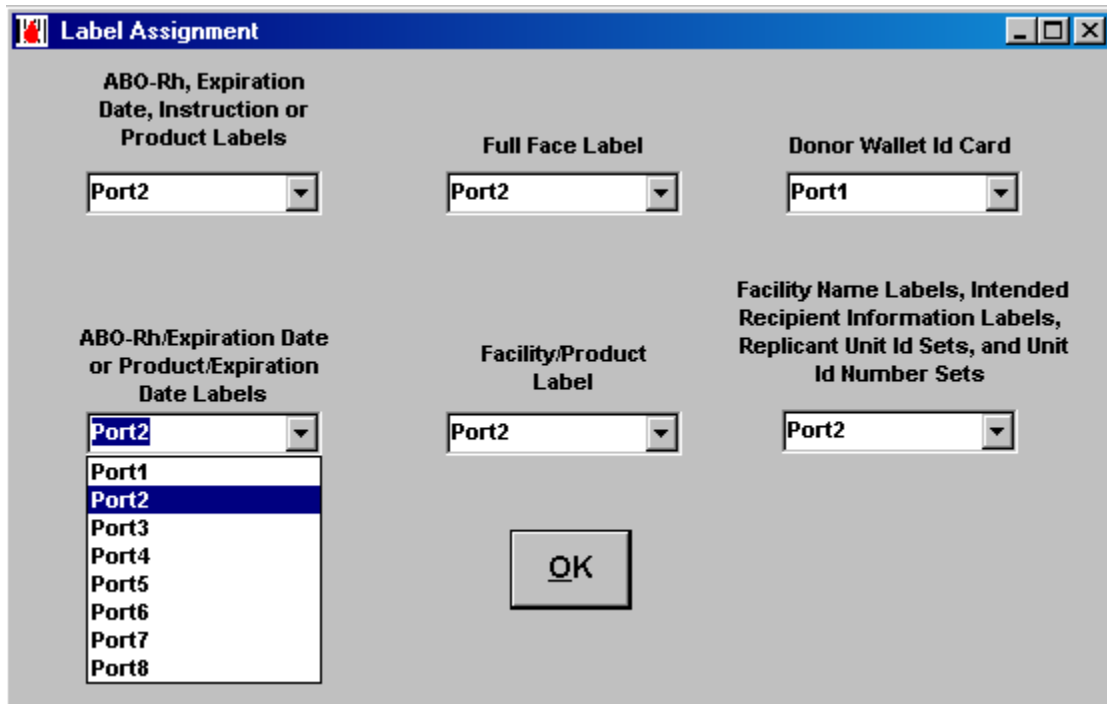 Label Assignment
ABO-Rh, Expiration
Date, Instruction or
Product Labels
Port2
Full Face Label
Port2
Donor Wallet Id Card
Port1
ABO-Rh/Expiration Date
or Product/Expiration
Date Labels
Port2
Port1
Port2
Port3
Port4
Port5
Port6
Port7
Port8
Facility/Product
Label
Port2
Facility Name Labels, Intended
Recipient Information Labels,
Replicant Unit Id Sets, and Unit
Id Number Sets
Port2
OK